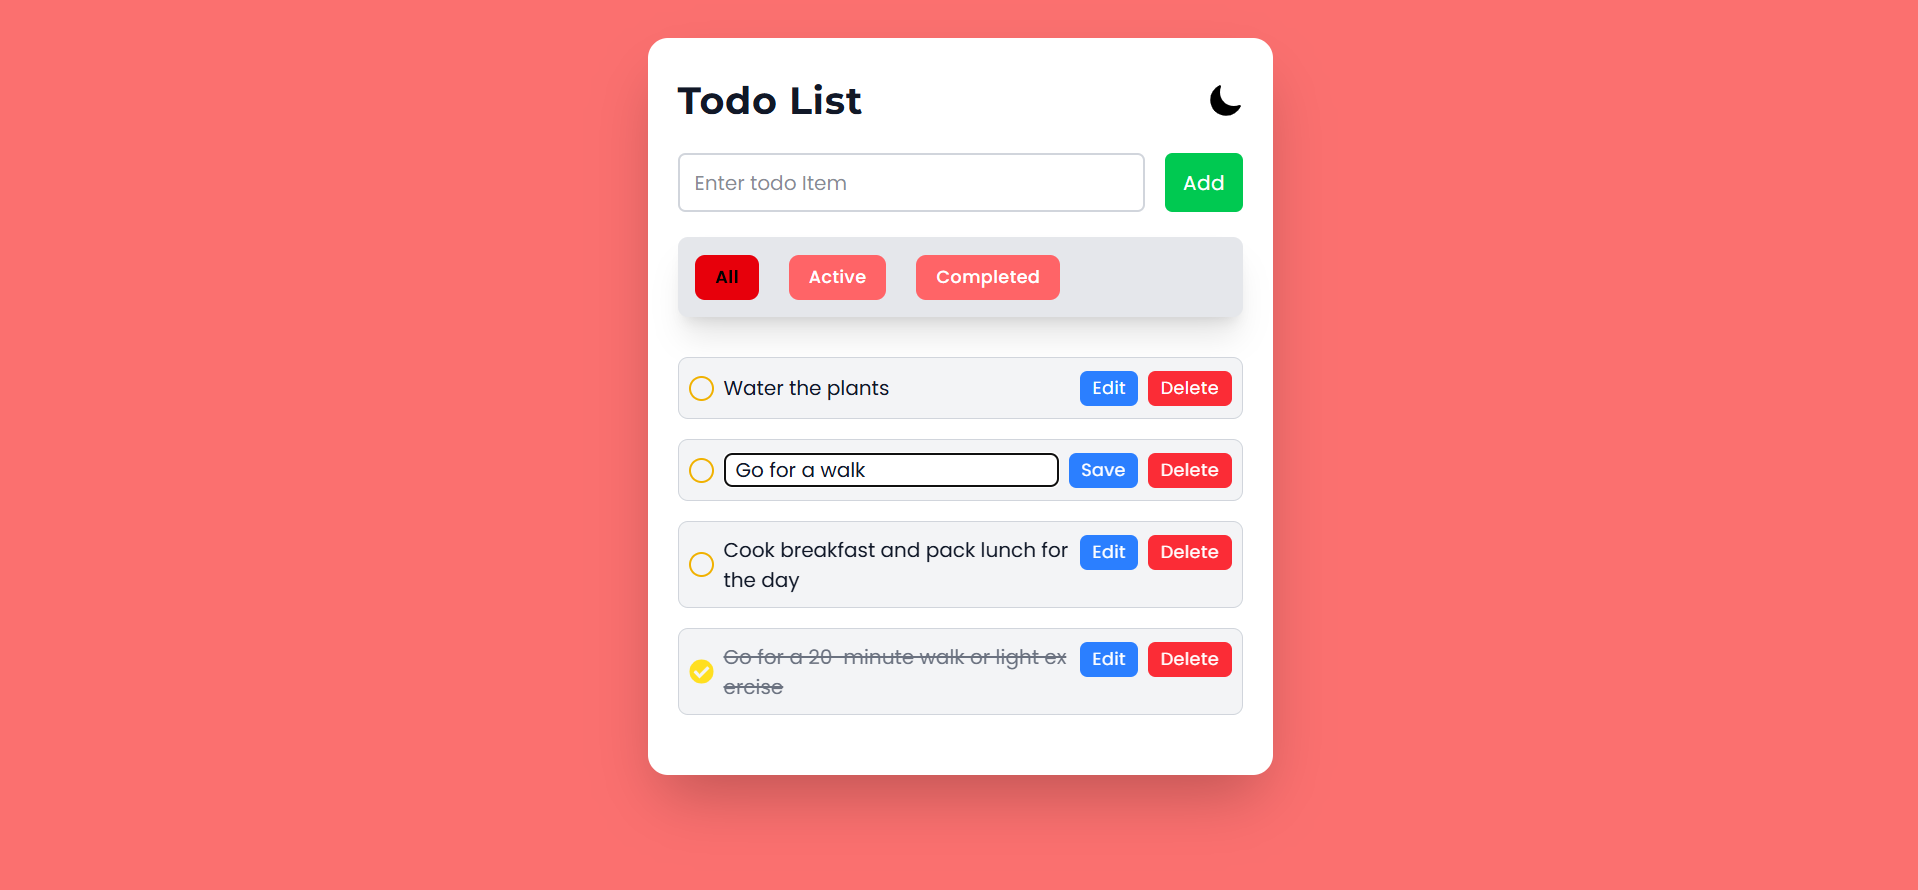 Todo List
Enter todo Item
Add
All
Active
Completed
Water the plants
Edit
Delete
Go for a walk
Save
Delete
Cook breakfast and pack lunch for
the day
Edit
Delete
Go for a 20-minute walk or light ex
ercise
Edit
Delete